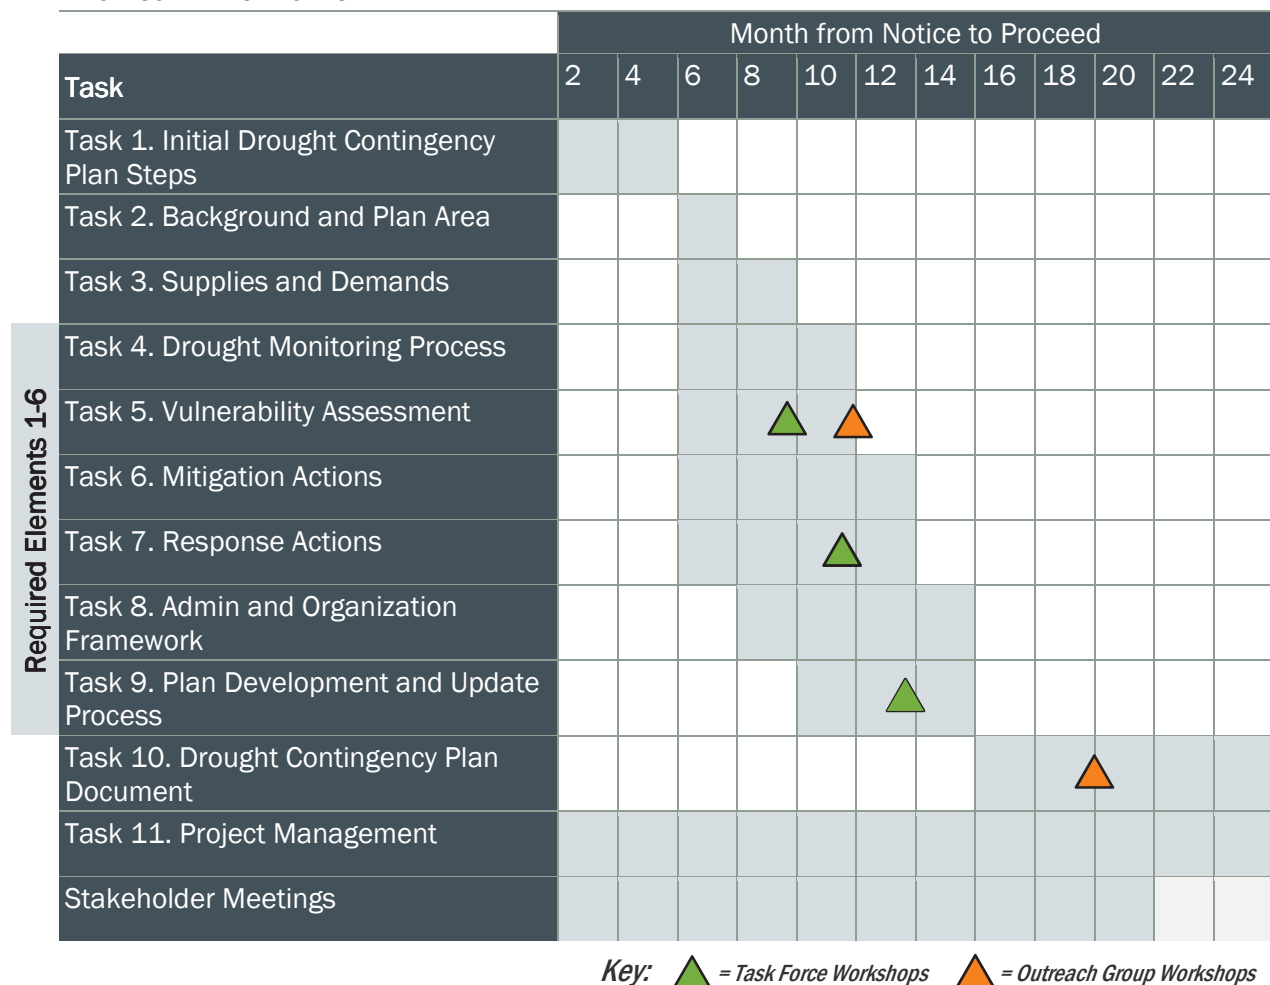 Month from Notice to Proceed
Task
2 4 6 8 10 12 14 16 18 20 22 24
Task 1. Initial Drought Contingency
Plan Steps
Task 2. Background and Plan Area
Task 3. Supplies and Demands
Required Elements 1-6
Task 4. Drought Monitoring Process
Task 5. Vulnerability Assessment
Task 6. Mitigation Actions
Task 7. Response Actions
Task 8. Admin and Organization
Framework
Task 9. Plan Development and Update
Process
Task 10. Drought Contingency Plan
Document
Task 11. Project Management
Stakeholder Meetings
Key: = Task Force Workshops = Outreach Group Workshops